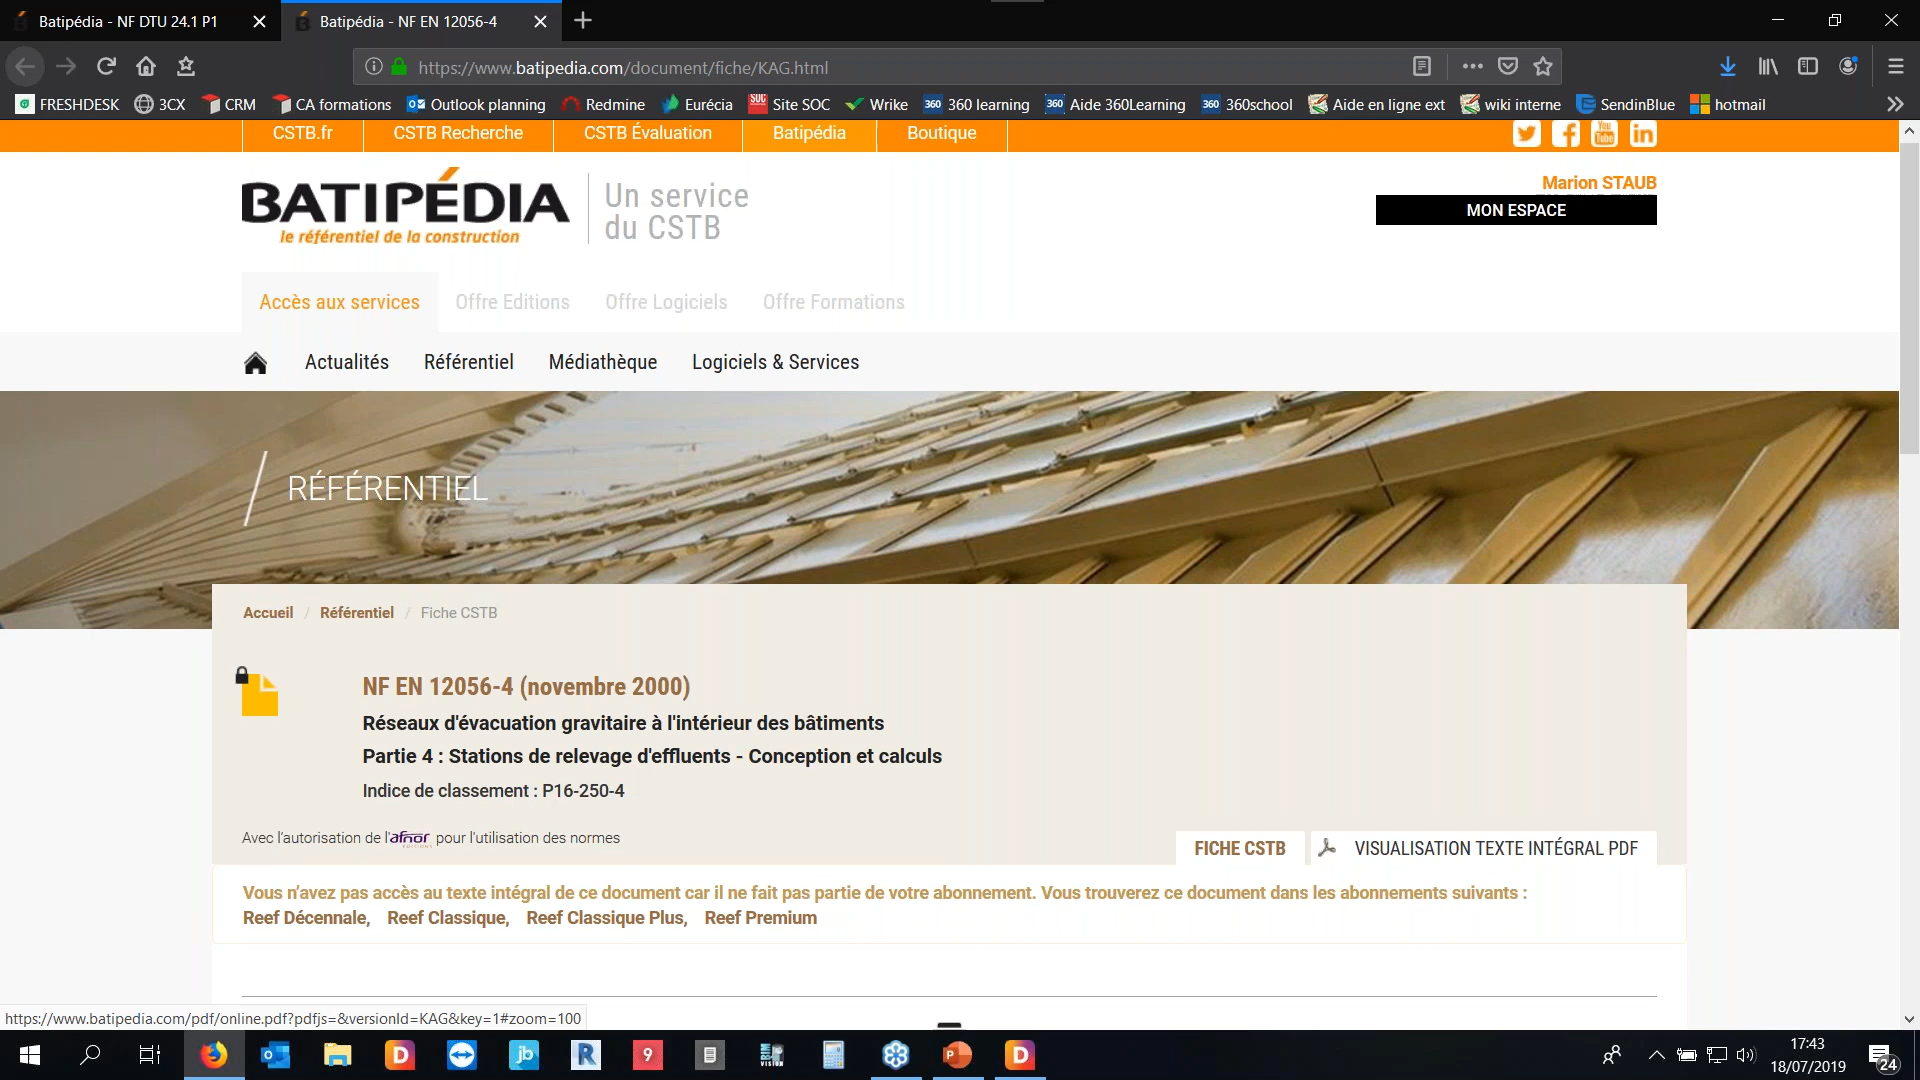 Batipédia - NF DTU 24.1 P1
Batipédia - NF EN 12056-4
https://www.batipedia.com/document/fiche/KAG.html
FRESHDESK 3CX CRM CA formations Outlook planning Redmine Eurécia Site SOC Wrike 360 learning Aide 360Learning 360school Aide en ligne ext wiki interne SendinBlue hotmail
CSTB.fr CSTB Recherche CSTB Évaluation Batipédia Boutique
BATIPÉDIA
le référentiel de la construction
Un service
du CSTB
Marion STAUB
MON ESPACE
Accès aux services Offre Editions Offre Logiciels Offre Formations
Actualités Référentiel Médiathèque Logiciels & Services
RÉFÉRENTIEL
Accueil / Référentiel / Fiche CSTB
NF EN 12056-4 (novembre 2000)
Réseaux d'évacuation gravitaire à l'intérieur des bâtiments
Partie 4 : Stations de relevage d'effluents - Conception et calculs
Indice de classement : P16-250-4
Avec l'autorisation de l'afnor EDITIONS pour l'utilisation des normes
FICHE CSTB VISUALISATION TEXTE INTÉGRAL PDF
Vous n'avez pas accès au texte intégral de ce document car il ne fait pas partie de votre abonnement. Vous trouverez ce document dans les abonnements suivants :
Reef Décennale, Reef Classique, Reef Classique Plus, Reef Premium
https://www.batipedia.com/pdf/online.pdf?pdfjs=&versionId=KAG&key=1#zoom=100
17:43
18/07/2019
24